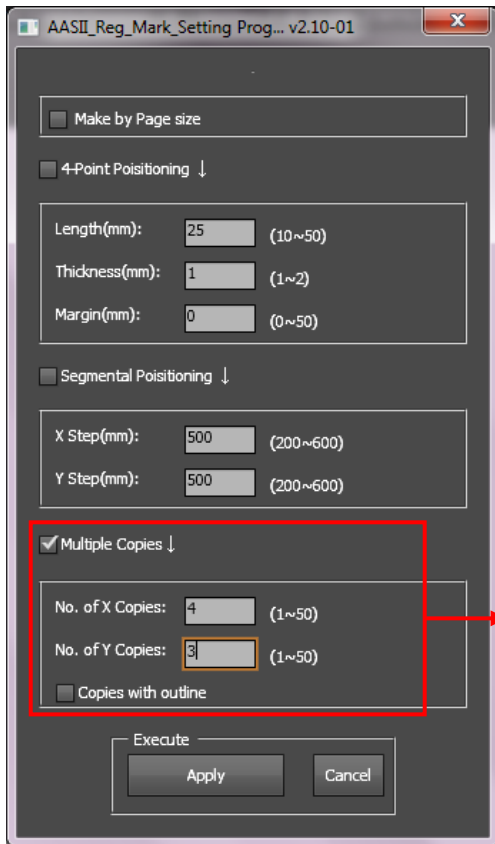 AASII_Reg_Mark_Setting Prog... v2.10-01
Make by Page size
4-Point Poisitioning ↓
Length(mm): 25 (10~50)
Thickness(mm): 1 (1~2)
Margin(mm): 0 (0~50)
Segmental Poisitioning ↓
X Step(mm): 500 (200~600)
Y Step(mm): 500 (200~600)
Multiple Copies ↓
No. of X Copies: 4 (1~50)
No. of Y Copies: 3 (1~50)
Copies with outline
Execute
Apply Cancel